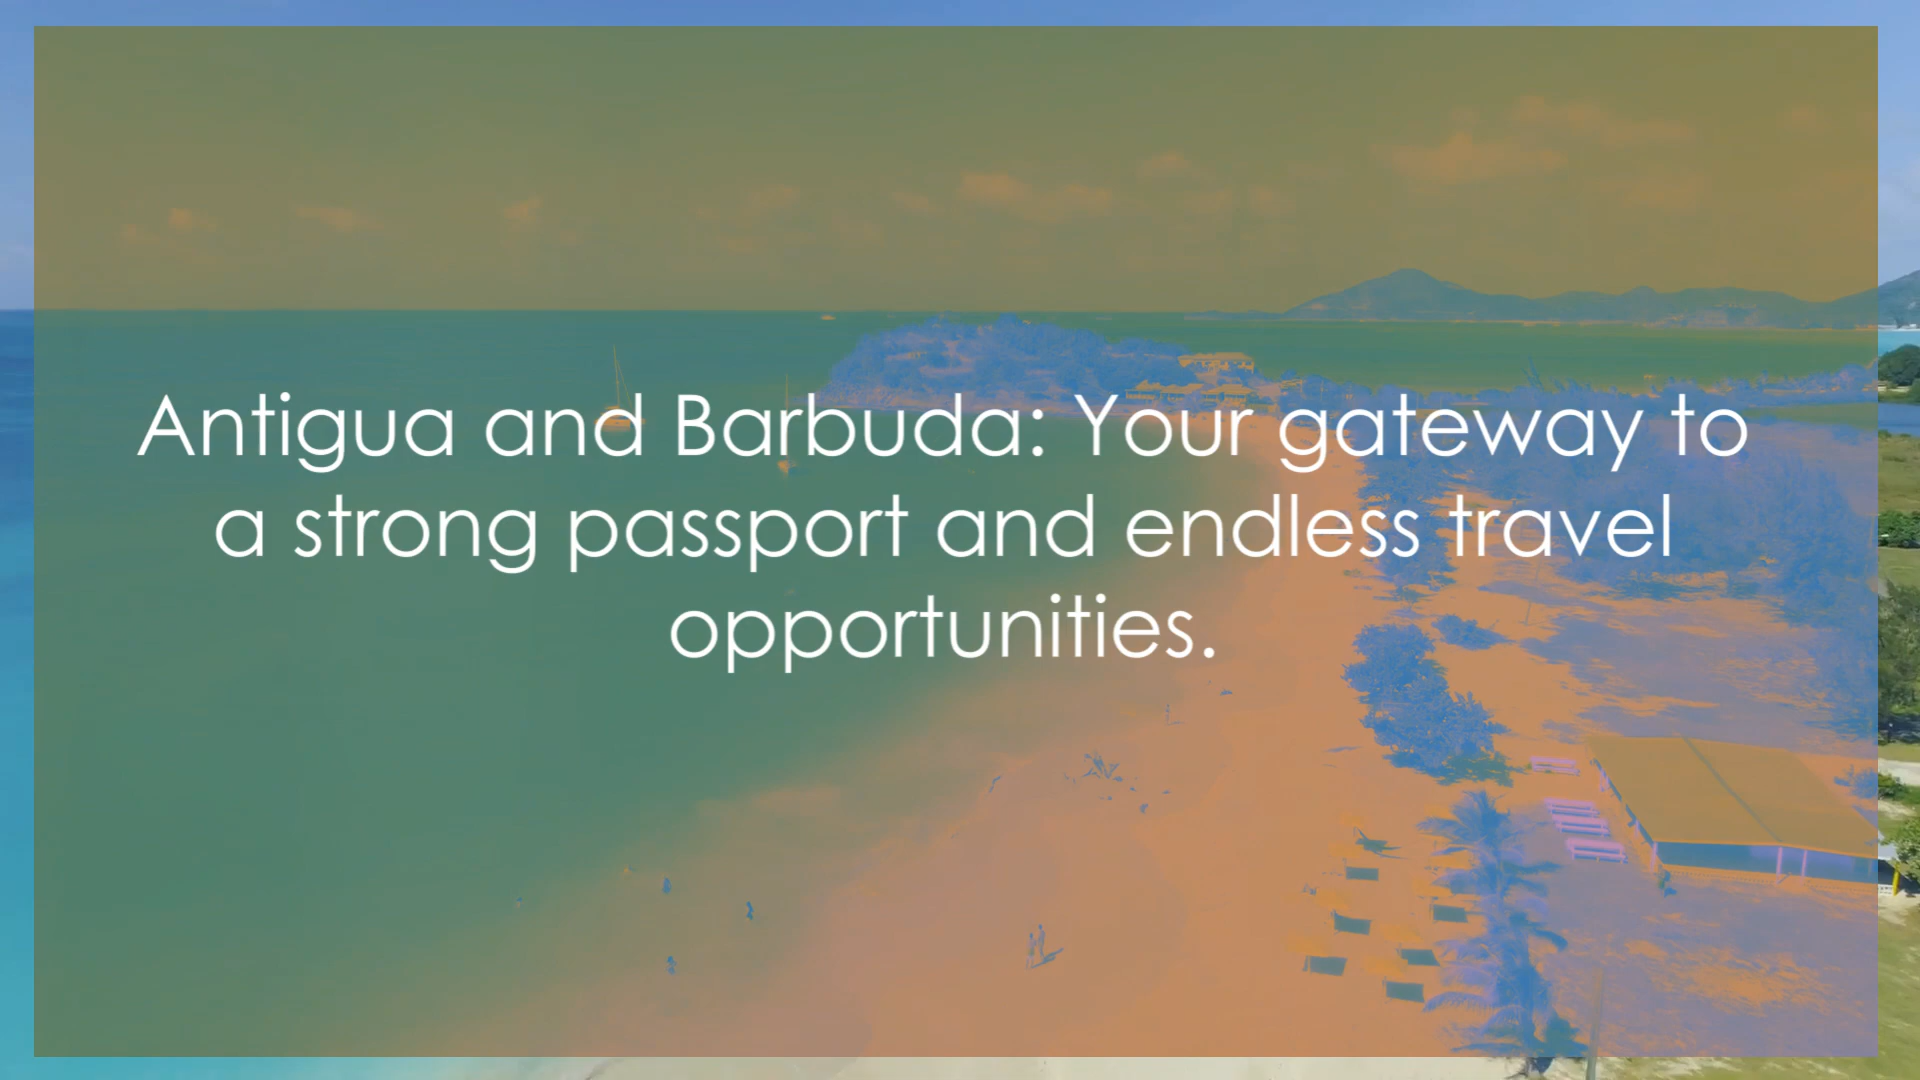 Antigua and Barbuda: Your gateway to
a strong passport and endless travel
opportunities.